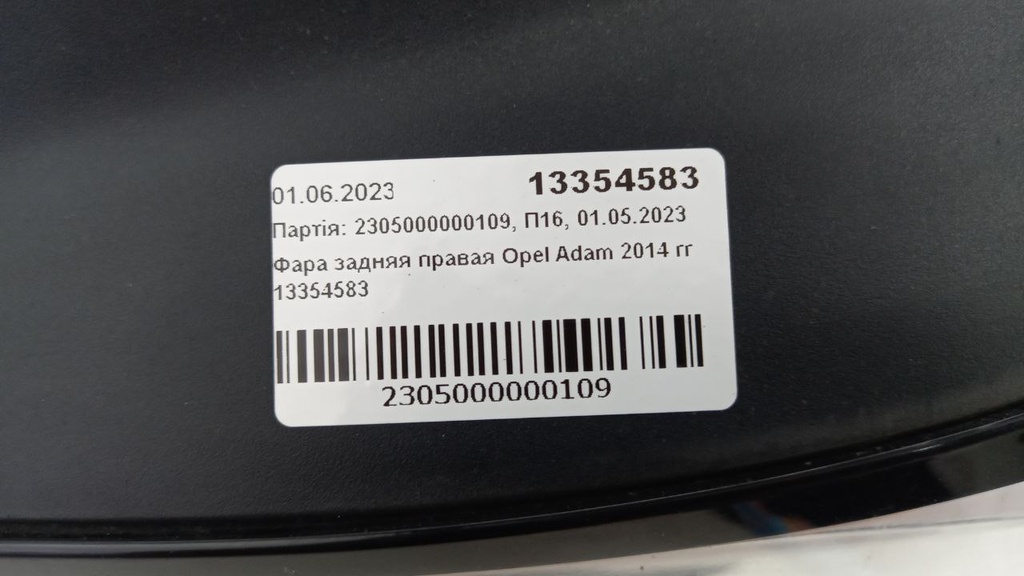 01.06.2023 13354583
Партія: 2305000000109, П16, 01.05.2023
Фара задняя правая Opel Adam 2014 гг
13354583
2305000000109